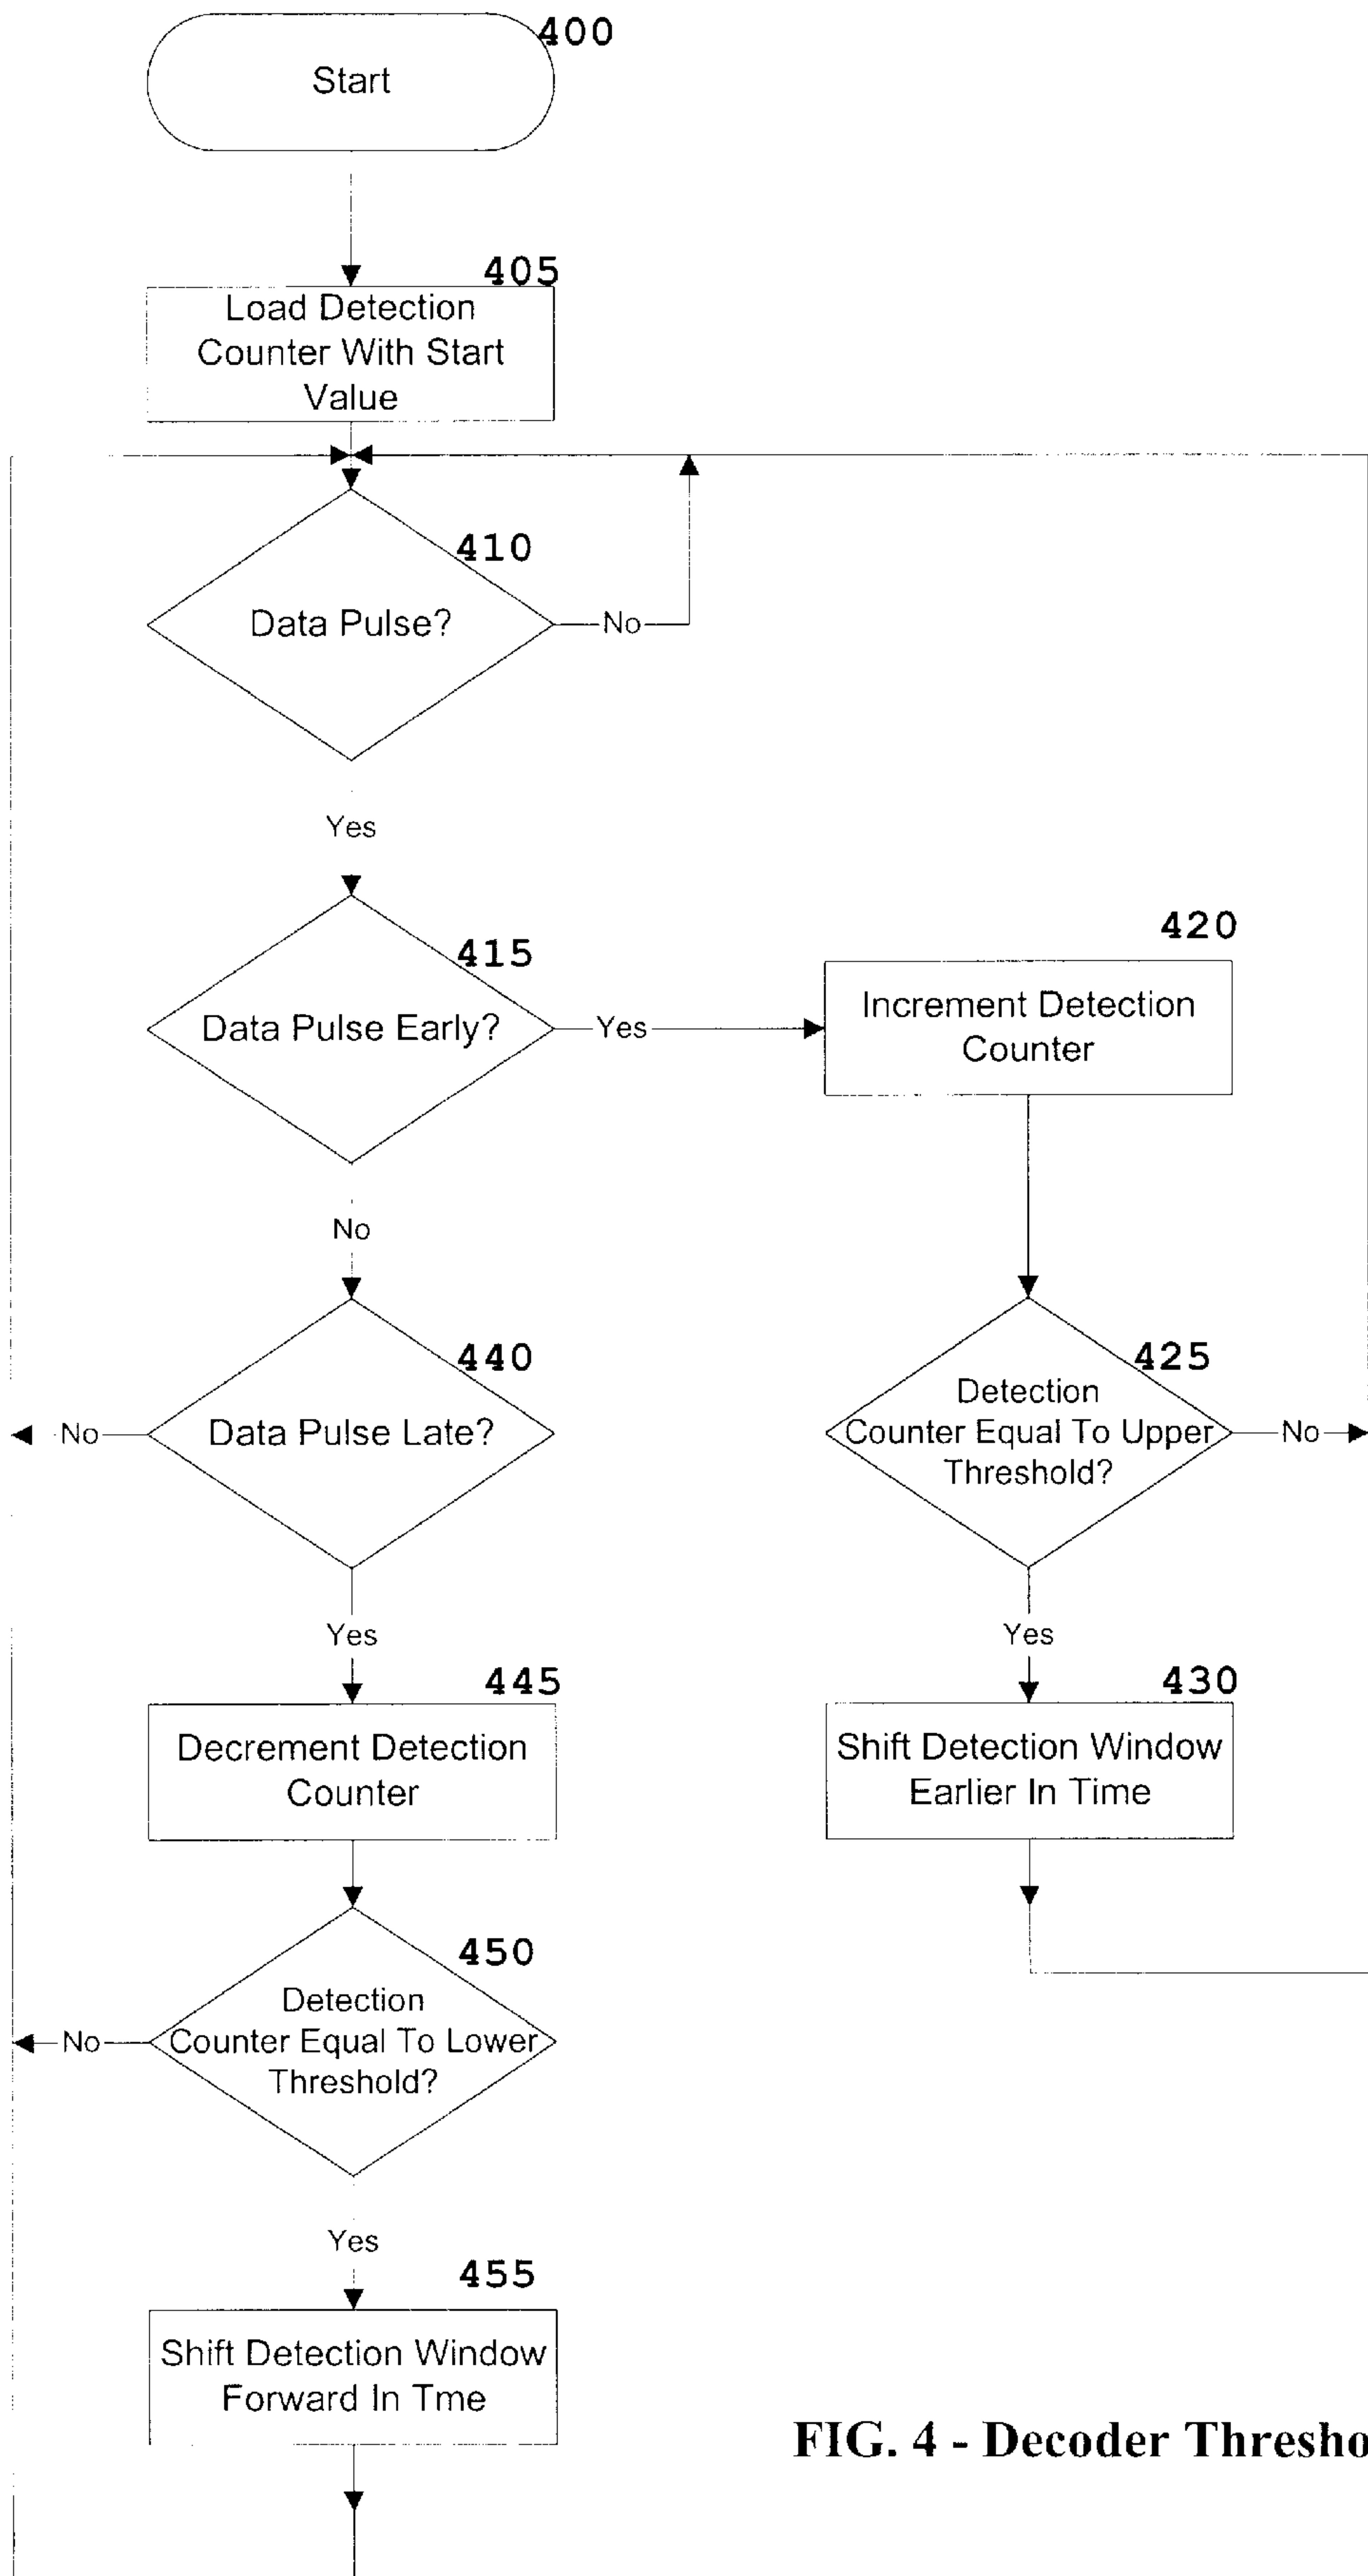 400
Start
405
Load Detection
Counter With Start
Value
410
Data Pulse?
No
Yes
415
Data Pulse Early?
Yes
420
Increment Detection
Counter
No
440
Data Pulse Late?
No
425
Detection
Counter Equal To Upper
Threshold?
No
Yes
Yes
445
Decrement Detection
Counter
430
Shift Detection Window
Earlier In Time
450
Detection
Counter Equal To Lower
Threshold?
No
Yes
455
Shift Detection Window
Forward In Tme
FIG. 4 - Decoder Thresho